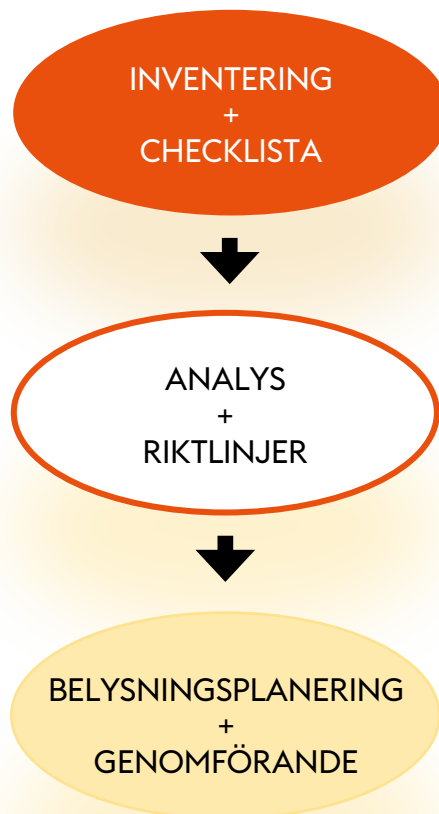 INVENTERING
+
CHECKLISTA
ANALYS
+
RIKTLINJER
BELYSNINGSPLANERING
+
GENOMFÖRANDE